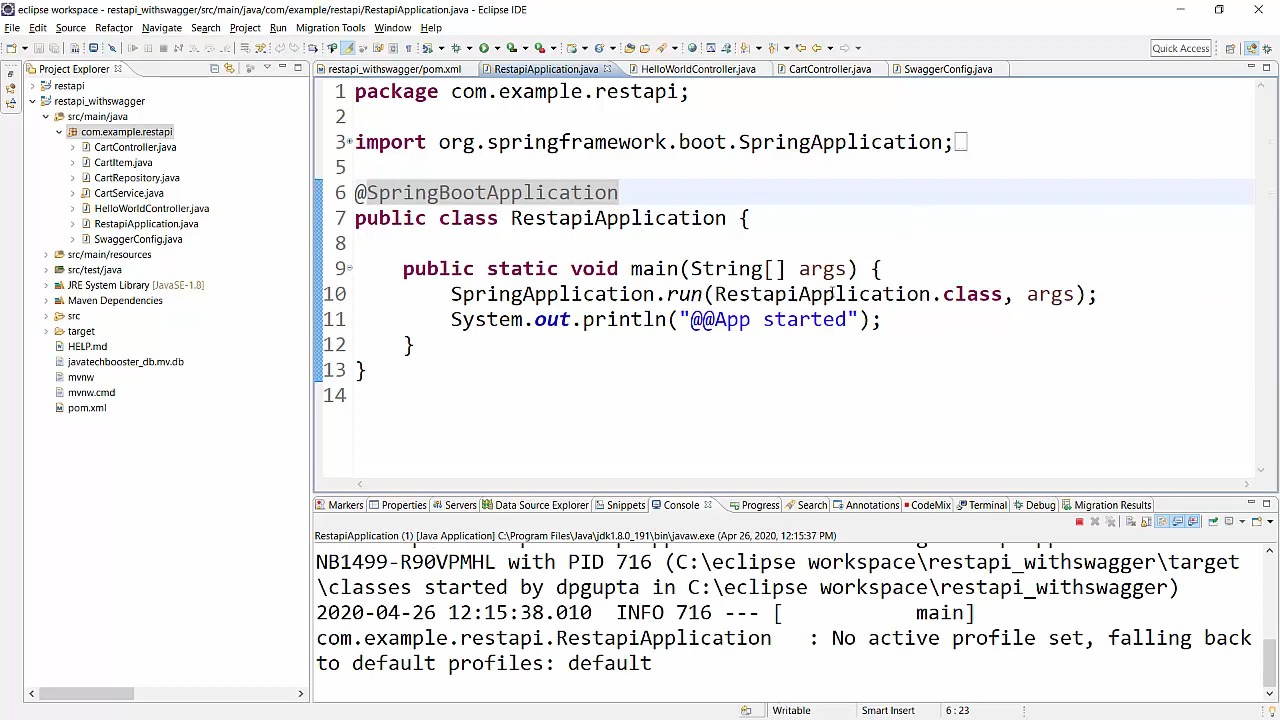 eclipse workspace - restapi_withswagger/src/main/java/com/example/restapi/RestapiApplication.java - Eclipse IDE
File Edit Source Refactor Navigate Search Project Run Migration Tools Window Help
Quick Access
Project Explorer
restapi_withswagger/pom.xml RestapiApplication.java HelloWorldController.java CartController.java SwaggerConfig.java
restapi
restapi_withswagger
src/main/java
com.example.restapi
CartController.java
CartItem.java
CartRepository.java
CartService.java
HelloWorldController.java
RestapiApplication.java
SwaggerConfig.java
src/main/resources
src/test/java
JRE System Library [JavaSE-1.8]
Maven Dependencies
src
target
HELP.md
javatechbooster_db.mv.db
mvnw
mvnw.cmd
pom.xml
1 package com.example.restapi;
2
3 import org.springframework.boot.SpringApplication;
5
6 @SpringBootApplication
7 public class RestapiApplication {
8
9 public static void main(String[] args) {
10 SpringApplication.run(RestapiApplication.class, args);
11 System.out.println("@@App started");
12 }
13 }
14
Markers Properties Servers Data Source Explorer Snippets Console Progress Search Annotations CodeMix Terminal Debug Migration Results
RestapiApplication (1) [Java Application] C:\Program Files\Java\jdk1.8.0_191\bin\javaw.exe (Apr 26, 2020, 12:15:37 PM)
NB1499-R90VPMHL with PID 716 (C:\eclipse workspace\restapi_withswagger\target
\classes started by dpgupta in C:\eclipse workspace\restapi_withswagger)
2020-04-26 12:15:38.010 INFO 716 --- [ main]
com.example.restapi.RestapiApplication : No active profile set, falling back
to default profiles: default
Writable Smart Insert 6 : 23